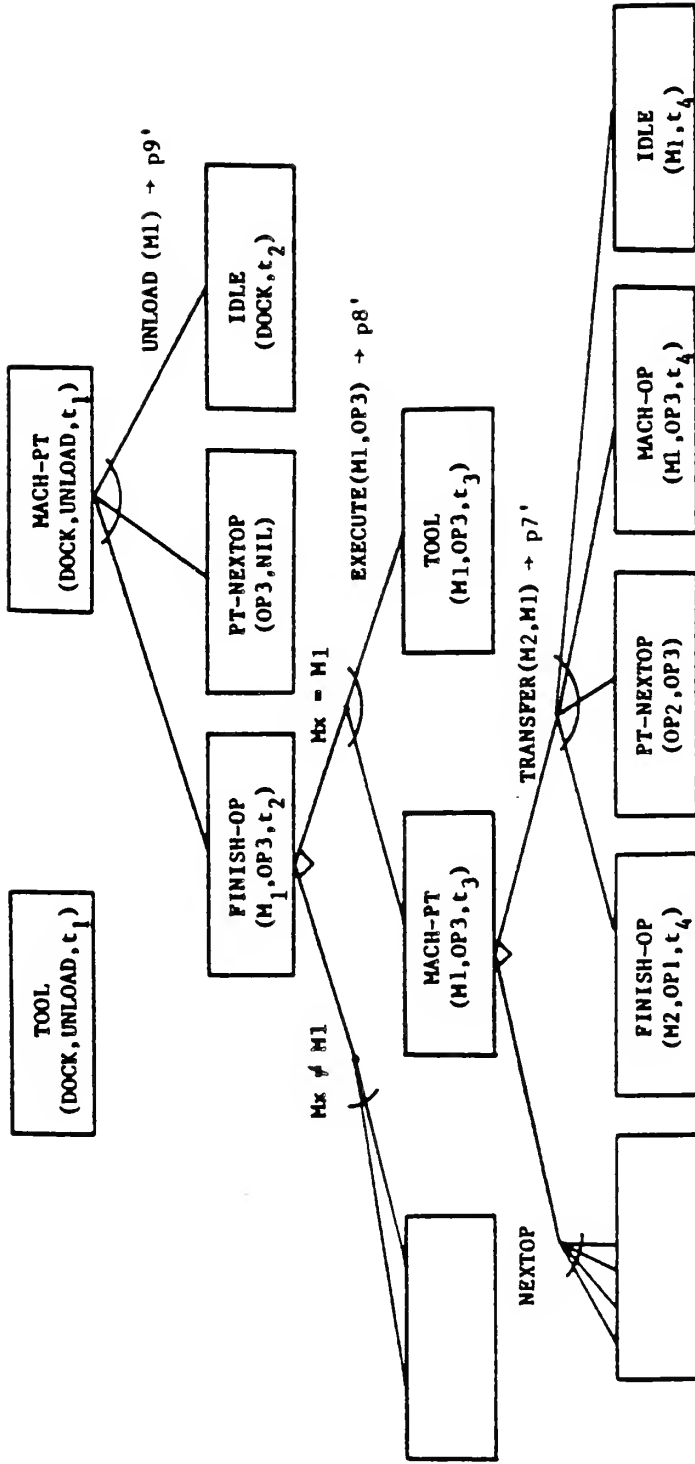 TOOL
(DOCK,UNLOAD,t₁)
MACH-PT
(DOCK,UNLOAD,t₁)
UNLOAD (M1) → p9'
FINISH-OP
(M₁,OP3,t₂)
PT-NEXTOP
(OP3,NIL)
IDLE
(DOCK,t₂)
Mx ≠ M1
Mx = M1
EXECUTE(M1,OP3) → p8'
MACH-PT
(M1,OP3,t₃)
TOOL
(M1,OP3,t₃)
NEXTOP
TRANSFER(M2,M1) → p7'
FINISH-OP
(M2,OP1,t₄)
PT-NEXTOP
(OP2,OP3)
MACH-OP
(M1,OP3,t₄)
IDLE
(M1,t₄)